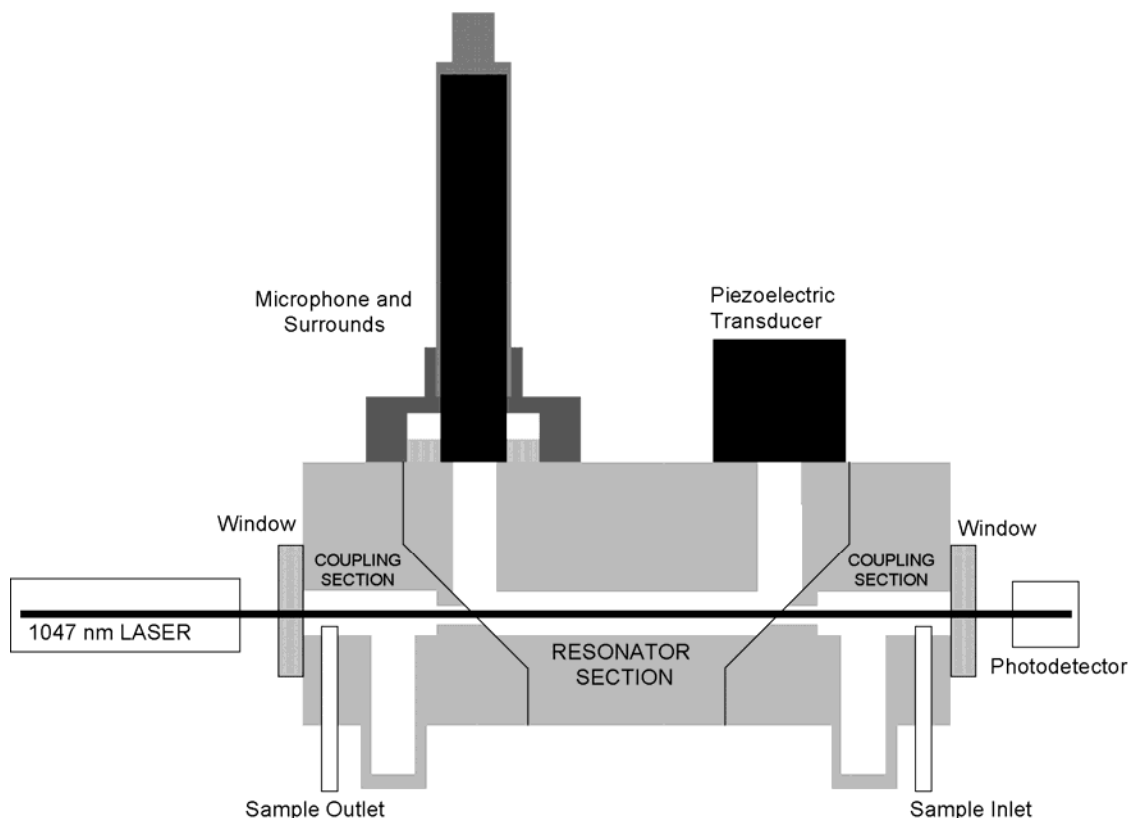 Microphone and
Surrounds
Piezoelectric
Transducer
Window
Window
COUPLING
SECTION
COUPLING
SECTION
1047 nm LASER
RESONATOR
SECTION
Photodetector
Sample Outlet
Sample Inlet